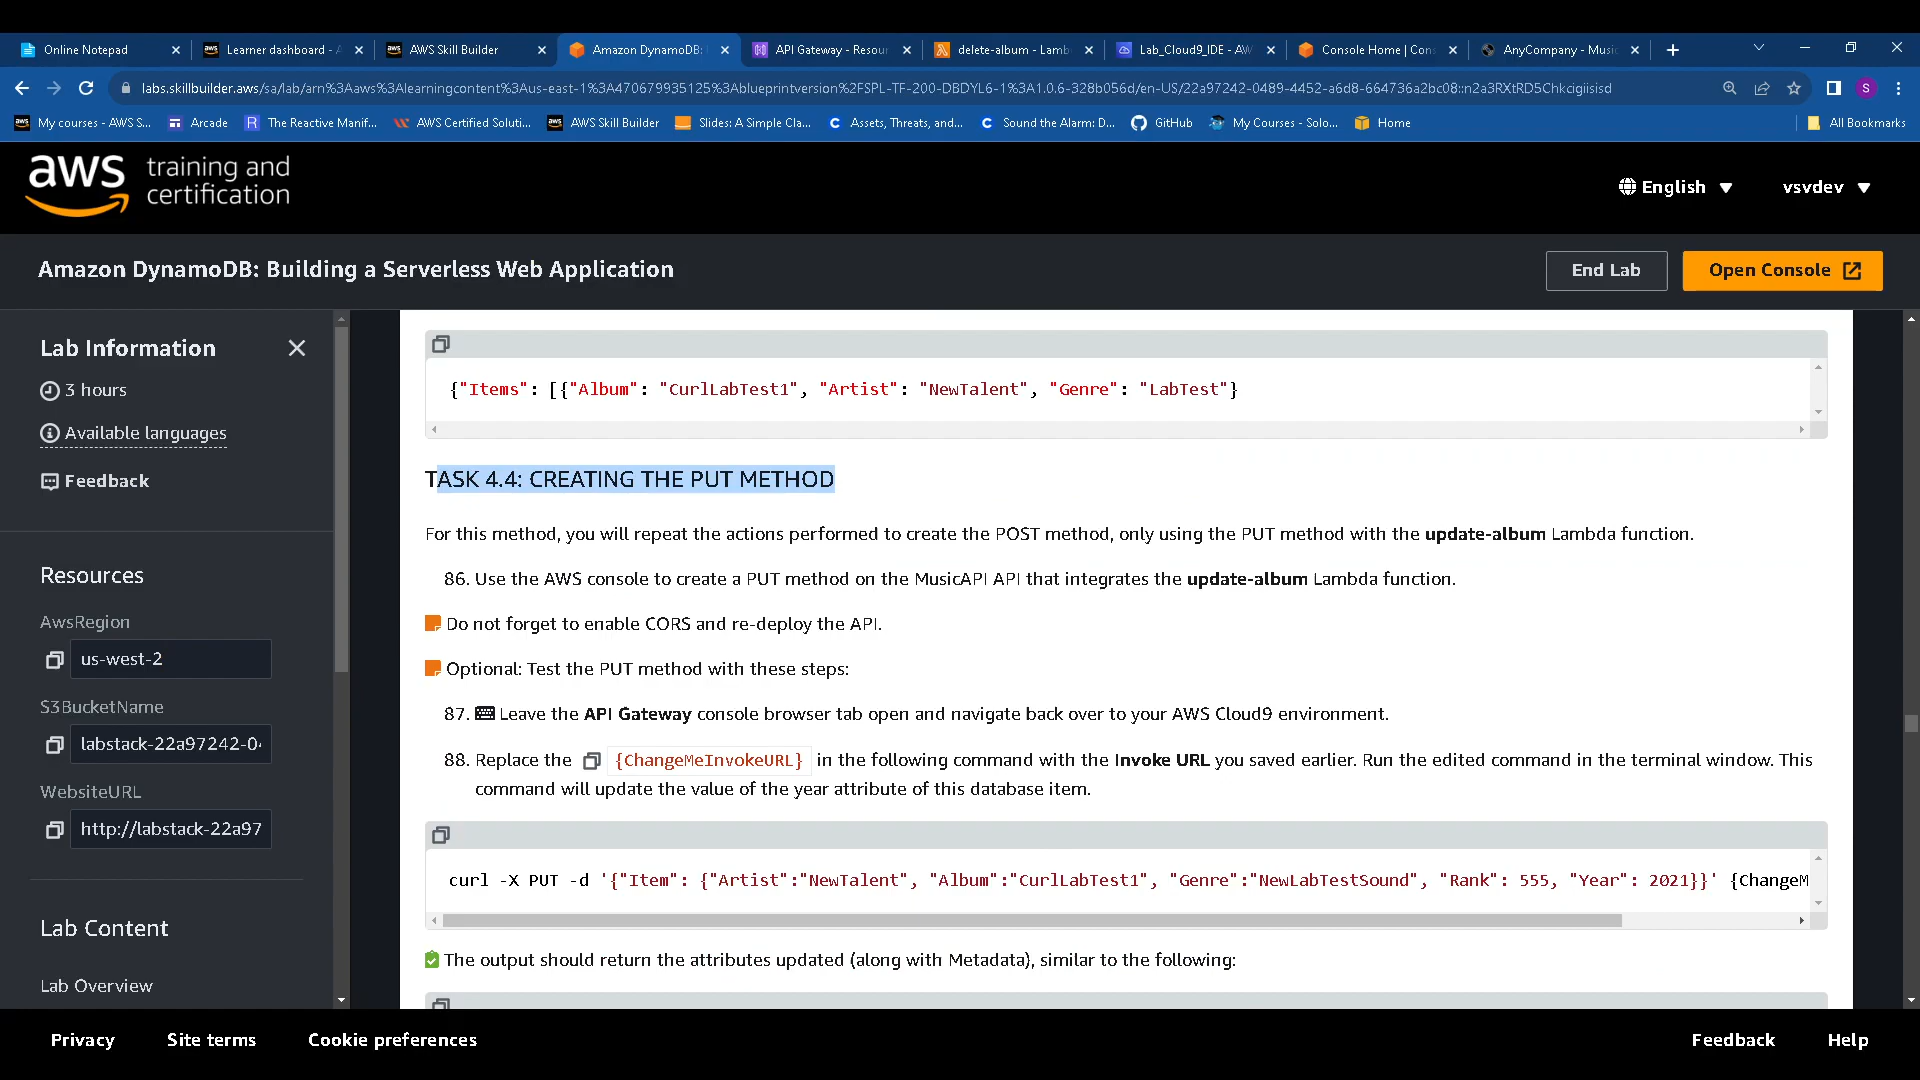 Online Notepad
Learner dashboard - A
AWS Skill Builder
Amazon DynamoDB:
API Gateway - Resour
delete-album - Lamb
Lab_Cloud9_IDE - AW
Console Home | Con
AnyCompany - Music
labs.skillbuilder.aws/sa/lab/arn%3Aaws%3Alearningcontent%3Aus-east-1%3A470679935125%3Ablueprintversion%2FSPL-TF-200-DBDYL6-1%3A1.0.6-328b056d/en-US/22a97242-0489-4452-a6d8-664736a2bc08::n2a3RXtRD5Chkcigiisisd
S
My courses - AWS S...
Arcade
The Reactive Manif...
AWS Certified Soluti...
AWS Skill Builder
Slides: A Simple Cla...
Assets, Threats, and...
Sound the Alarm: D...
GitHub
My Courses - Solo...
Home
All Bookmarks
aws training and certification
English
vsvdev
Amazon DynamoDB: Building a Serverless Web Application
End Lab
Open Console
Lab Information
3 hours
Available languages
Feedback
Resources
AwsRegion
us-west-2
S3BucketName
labstack-22a97242-04
WebsiteURL
http://labstack-22a97
Lab Content
Lab Overview
{"Items": [{"Album": "CurlLabTest1", "Artist": "NewTalent", "Genre": "LabTest"}
TASK 4.4: CREATING THE PUT METHOD
For this method, you will repeat the actions performed to create the POST method, only using the PUT method with the update-album Lambda function.
86. Use the AWS console to create a PUT method on the MusicAPI API that integrates the update-album Lambda function.
Do not forget to enable CORS and re-deploy the API.
Optional: Test the PUT method with these steps:
87. Leave the API Gateway console browser tab open and navigate back over to your AWS Cloud9 environment.
88. Replace the {ChangeMeInvokeURL} in the following command with the Invoke URL you saved earlier. Run the edited command in the terminal window. This
command will update the value of the year attribute of this database item.
curl -X PUT -d '{"Item": {"Artist":"NewTalent", "Album":"CurlLabTest1", "Genre":"NewLabTestSound", "Rank": 555, "Year": 2021}}' {ChangeM
The output should return the attributes updated (along with Metadata), similar to the following:
Privacy
Site terms
Cookie preferences
Feedback
Help